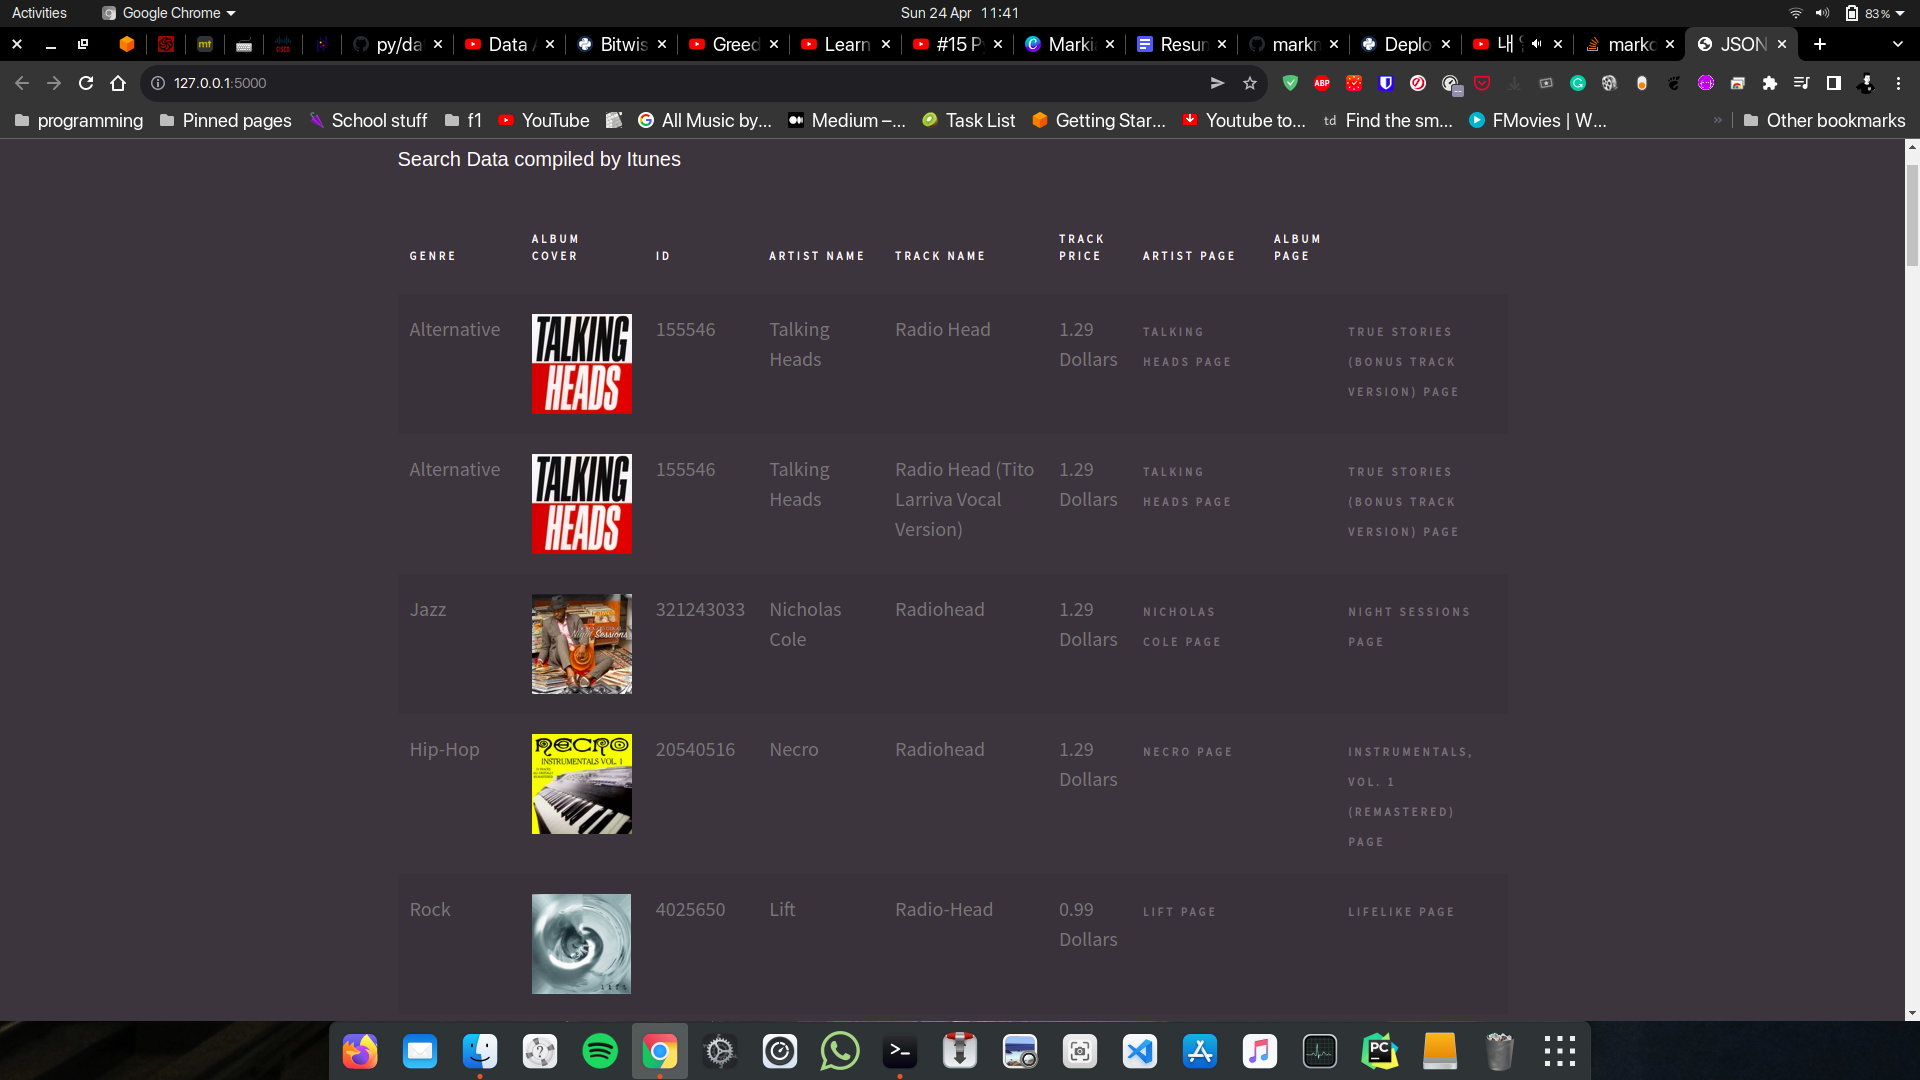 Activities
Google Chrome
Sun 24 Apr 11:41
83%
mt
py/da
Data A
Bitwis
Greed
Learn
#15 P
Markia
Resum
markn
Deplo
markd
JSON
127.0.0.1:5000
ABP
programming
Pinned pages
School stuff
f1
YouTube
All Music by...
Medium –...
Task List
Getting Star...
Youtube to...
td Find the sm...
FMovies | W...
»
Other bookmarks
Search Data compiled by Itunes
GENRE
ALBUM
COVER
ID
ARTIST NAME
TRACK NAME
TRACK
PRICE
ARTIST PAGE
ALBUM
PAGE
Alternative
TALKING
HEADS
155546
Talking
Heads
Radio Head
1.29
Dollars
TALKING
HEADS PAGE
TRUE STORIES
(BONUS TRACK
VERSION) PAGE
Alternative
TALKING
HEADS
155546
Talking
Heads
Radio Head (Tito
Larriva Vocal
Version)
1.29
Dollars
TALKING
HEADS PAGE
TRUE STORIES
(BONUS TRACK
VERSION) PAGE
Jazz
Night Sessions
321243033
Nicholas
Cole
Radiohead
1.29
Dollars
NICHOLAS
COLE PAGE
NIGHT SESSIONS
PAGE
Hip-Hop
NECRO
INSTRUMENTALS VOL. 1
20540516
Necro
Radiohead
1.29
Dollars
NECRO PAGE
INSTRUMENTALS,
VOL. 1
(REMASTERED)
PAGE
Rock
lift
4025650
Lift
Radio-Head
0.99
Dollars
LIFT PAGE
LIFELIKE PAGE
PC